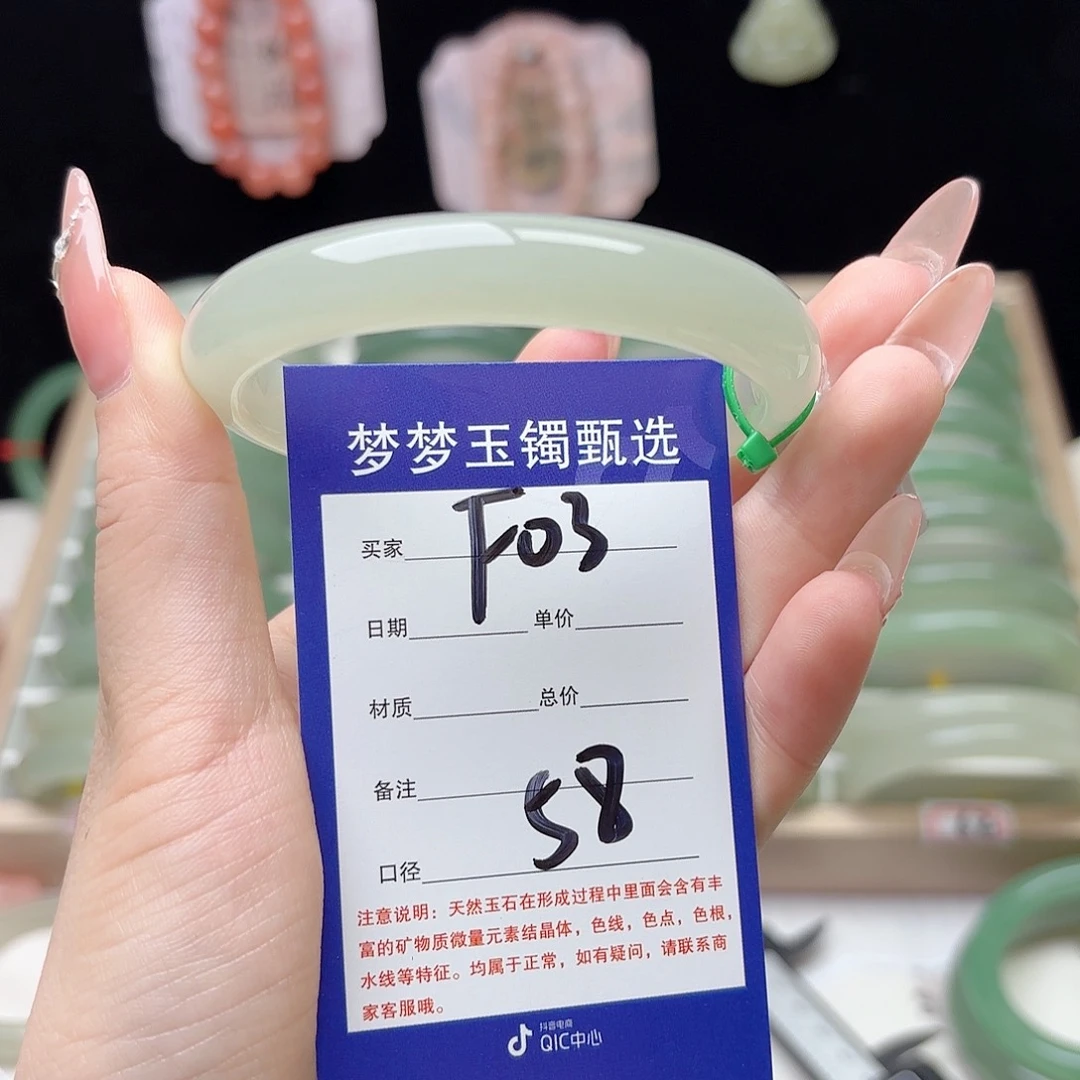 梦梦玉镯甄选
买家 F03
日期 单价
材质 总价
备注
58
口径
注意说明：天然玉石在形成过程中里面会含有丰
富的矿物质微量元素结晶体，色线，色点，色根，
水线等特征。均属于正常，如有疑问，请联系商
家客服哦。
抖音电商
QIC中心